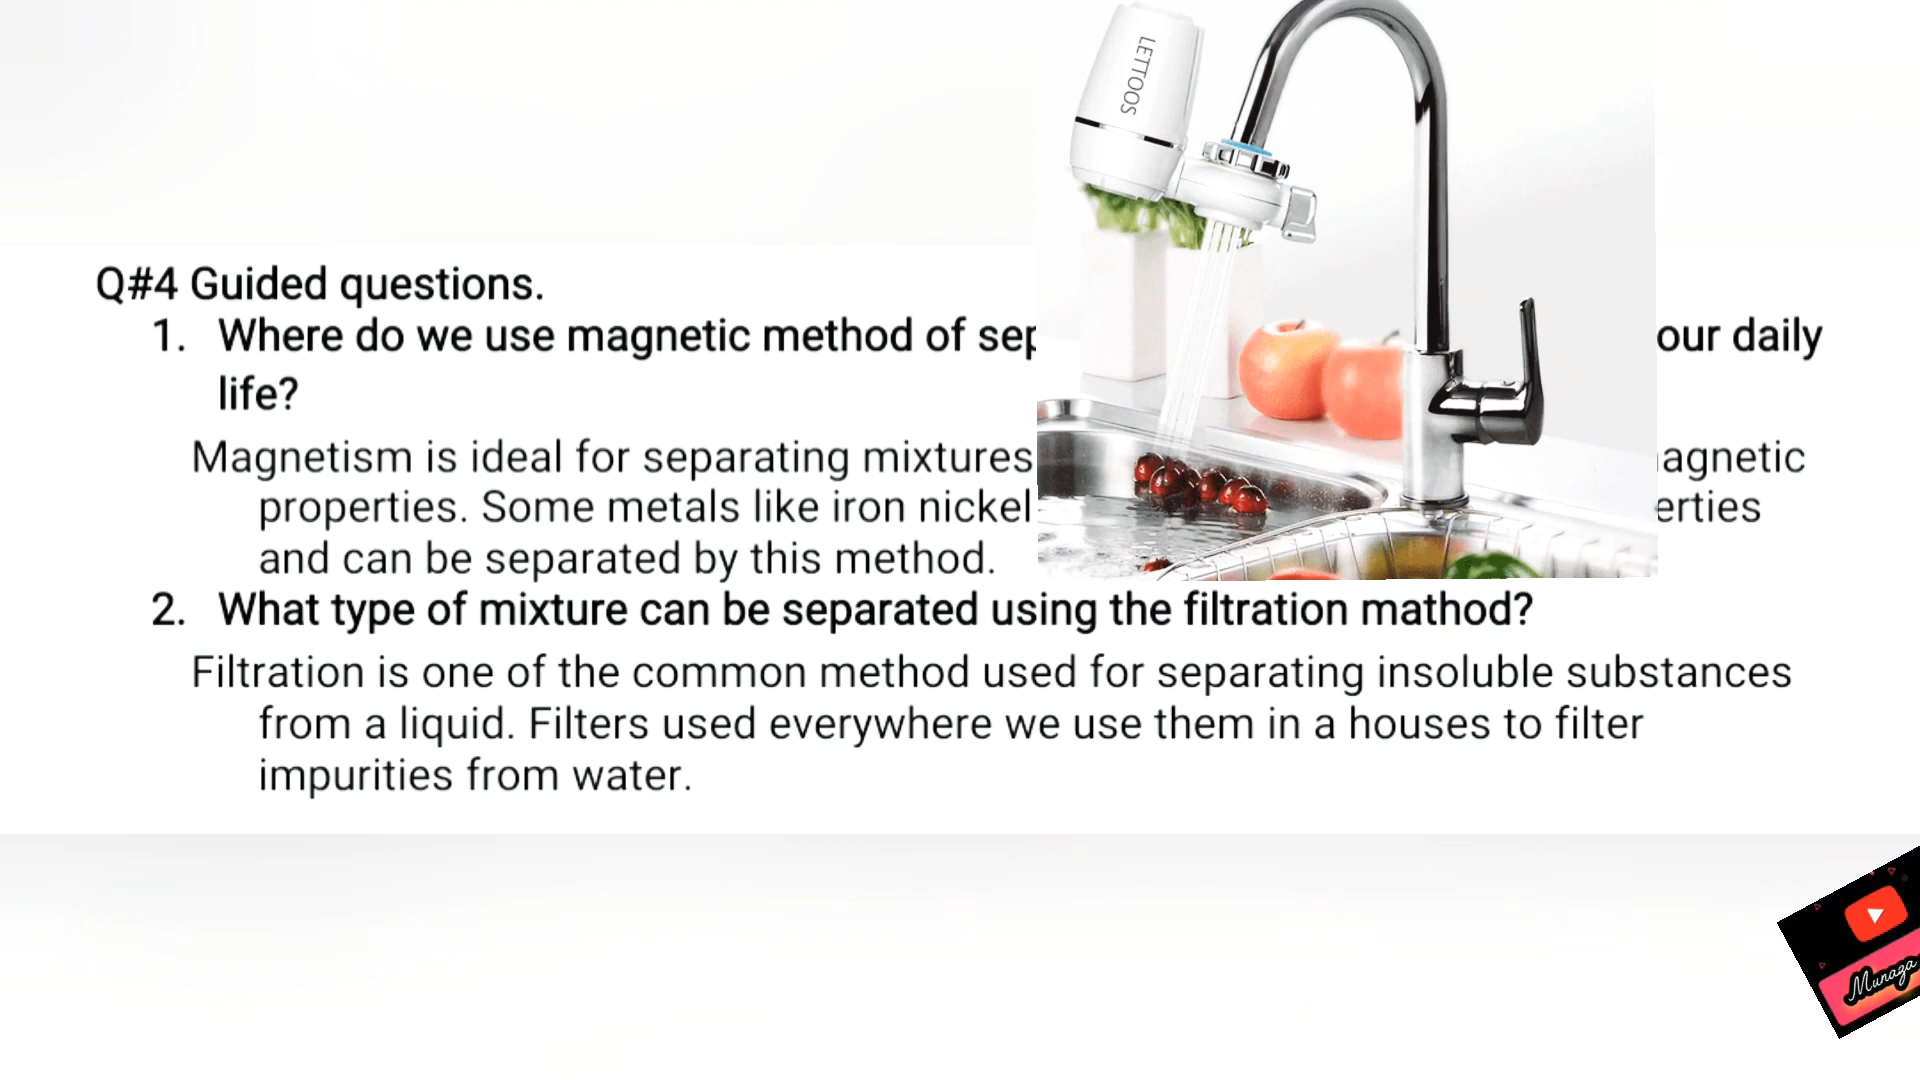 LETTOOS
Q#4 Guided questions.
1. Where do we use magnetic method of our daily
life?
Magnetism is ideal for separating mixtures
properties. Some metals like iron nickel
and can be separated by this method.
2. What type of mixture can be separated using the filtration mathod?
Filtration is one of the common method used for separating insoluble substances
from a liquid. Filters used everywhere we use them in a houses to filter
impurities from water.
Munaza